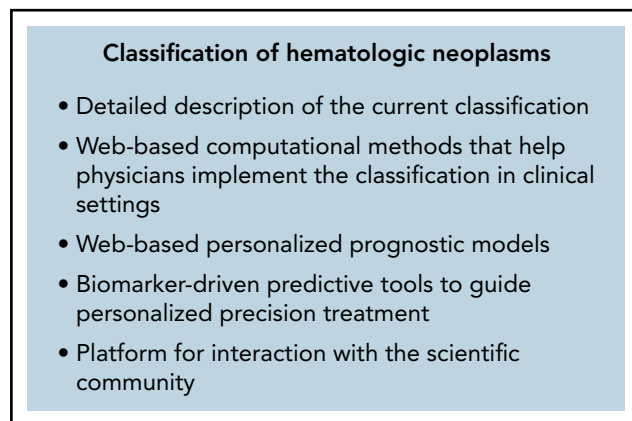 Classification of hematologic neoplasms
• Detailed description of the current classification
• Web-based computational methods that help
physicians implement the classification in clinical
settings
• Web-based personalized prognostic models
• Biomarker-driven predictive tools to guide
personalized precision treatment
• Platform for interaction with the scientific
community